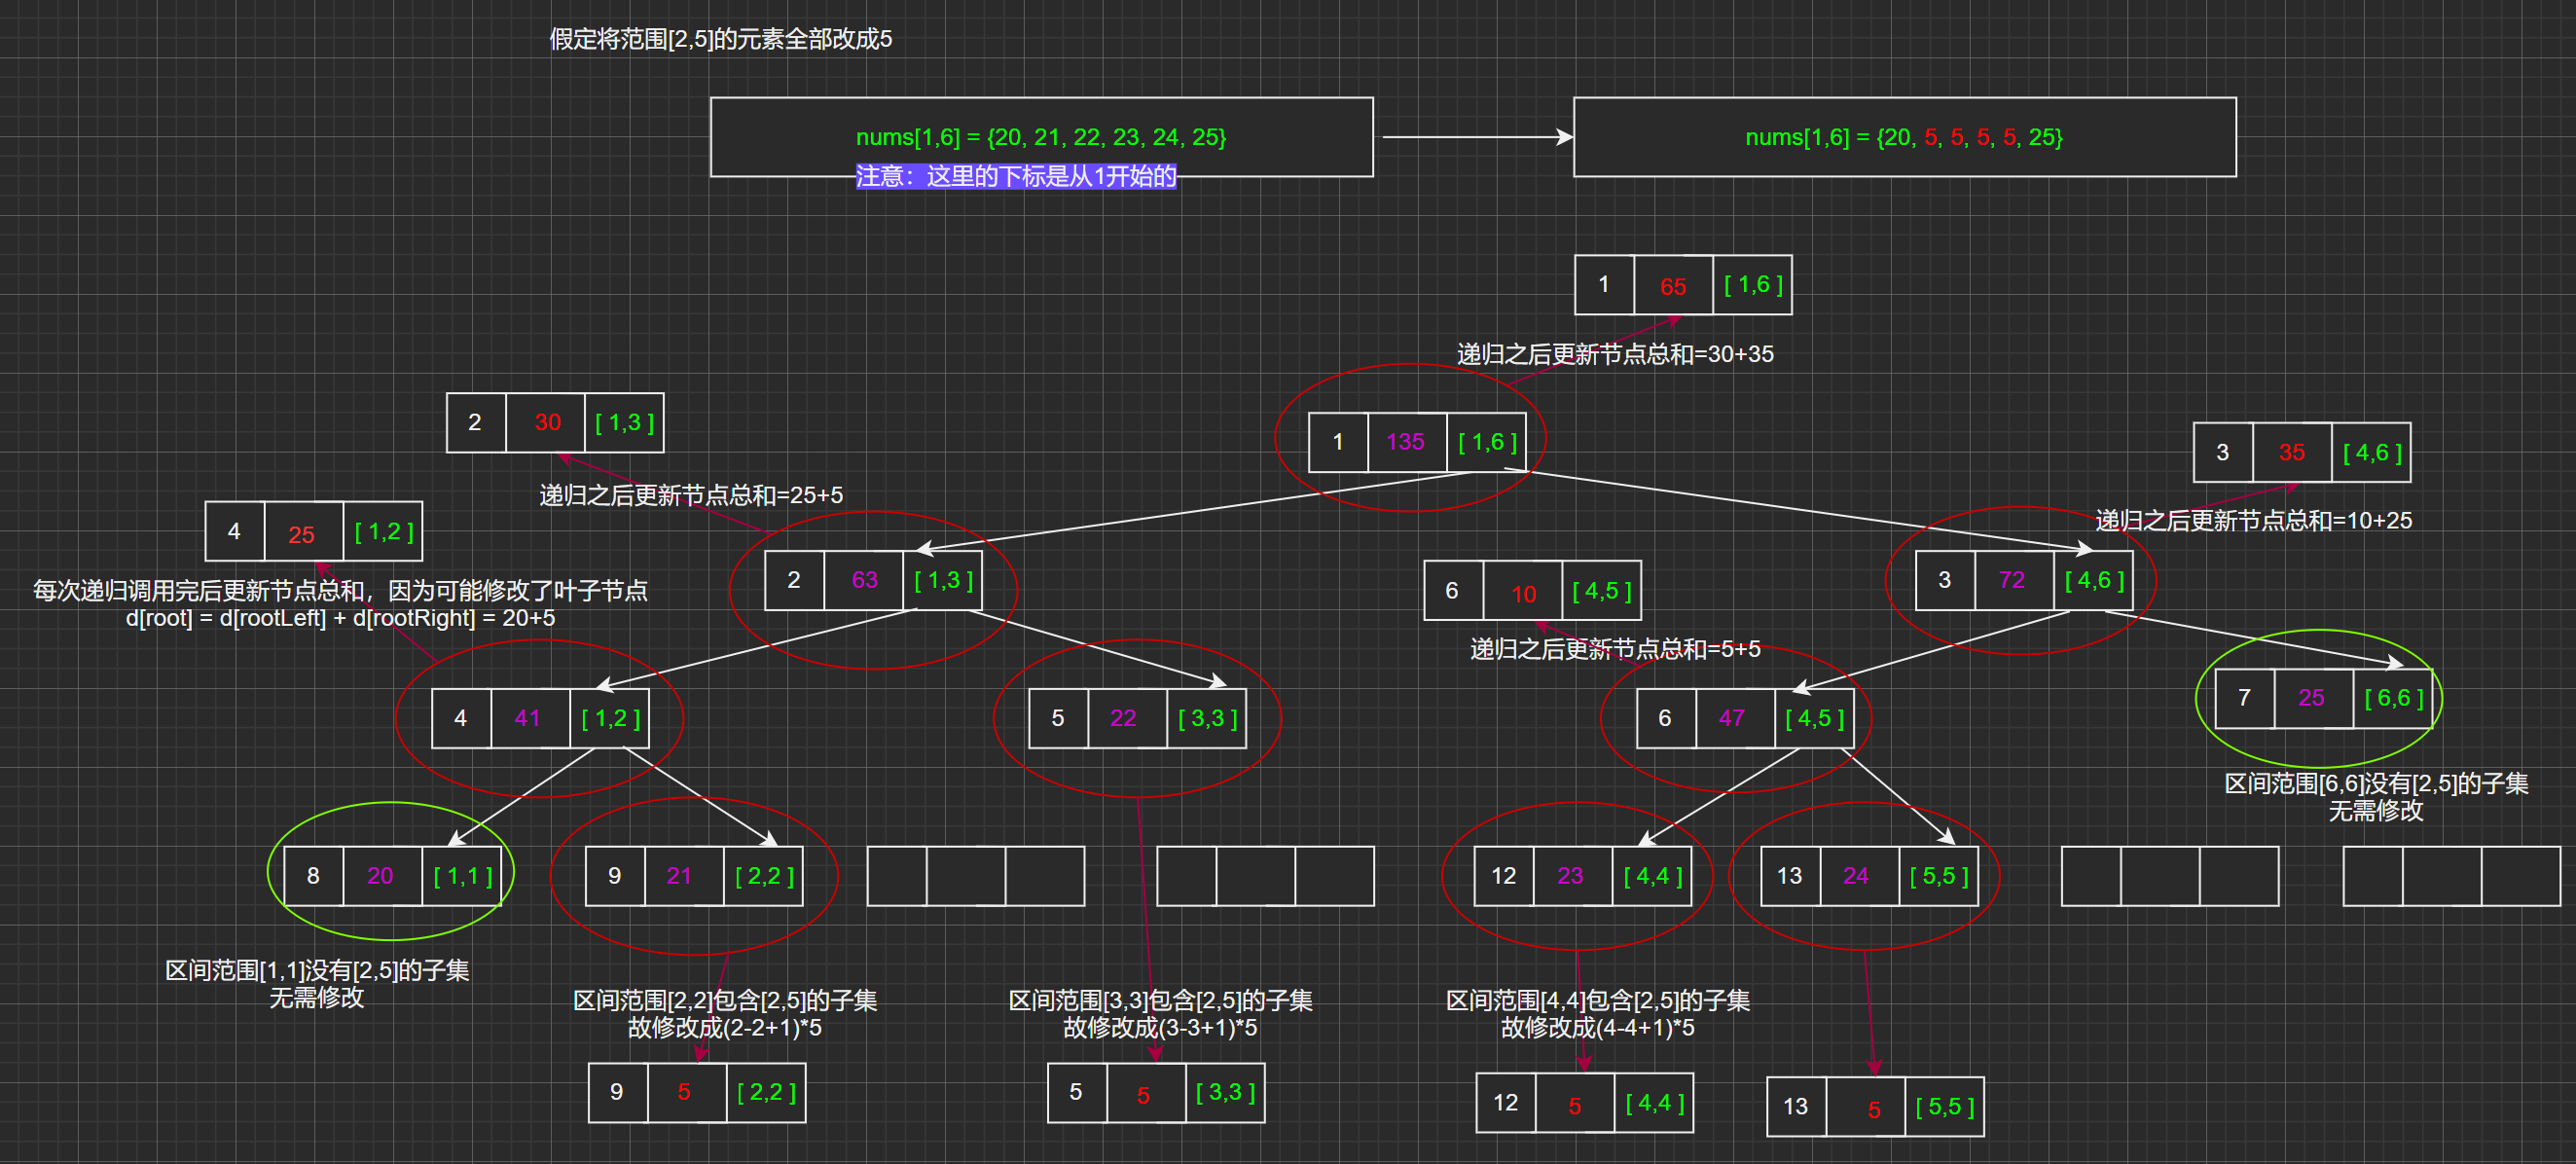 假定将范围[2,5]的元素全部改成5
nums[1,6] = {20, 21, 22, 23, 24, 25}
注意：这里的下标是从1开始的
nums[1,6] = {20, 5, 5, 5, 5, 25}
1 65 [ 1,6 ]
递归之后更新节点总和=30+35
2 30 [ 1,3 ]
1 135 [ 1,6 ]
3 35 [ 4,6 ]
递归之后更新节点总和=25+5
递归之后更新节点总和=10+25
4 25 [ 1,2 ]
每次递归调用完后更新节点总和，因为可能修改了叶子节点
d[root] = d[rootLeft] + d[rootRight] = 20+5
2 63 [ 1,3 ]
6 10 [ 4,5 ]
3 72 [ 4,6 ]
递归之后更新节点总和=5+5
4 41 [ 1,2 ]
5 22 [ 3,3 ]
6 47 [ 4,5 ]
7 25 [ 6,6 ]
区间范围[6,6]没有[2,5]的子集
无需修改
8 20 [ 1,1 ]
9 21 [ 2,2 ]
12 23 [ 4,4 ]
13 24 [ 5,5 ]
区间范围[1,1]没有[2,5]的子集
无需修改
区间范围[2,2]包含[2,5]的子集
故修改成(2-2+1)*5
区间范围[3,3]包含[2,5]的子集
故修改成(3-3+1)*5
区间范围[4,4]包含[2,5]的子集
故修改成(4-4+1)*5
9 5 [ 2,2 ]
5 5 [ 3,3 ]
12 5 [ 4,4 ]
13 5 [ 5,5 ]